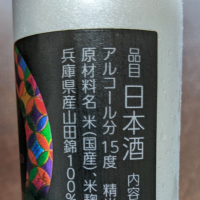 品目 日本酒 内容
アルコール分 15度 精米
原材料名 米(国産)、米麹
兵庫県産山田錦100%